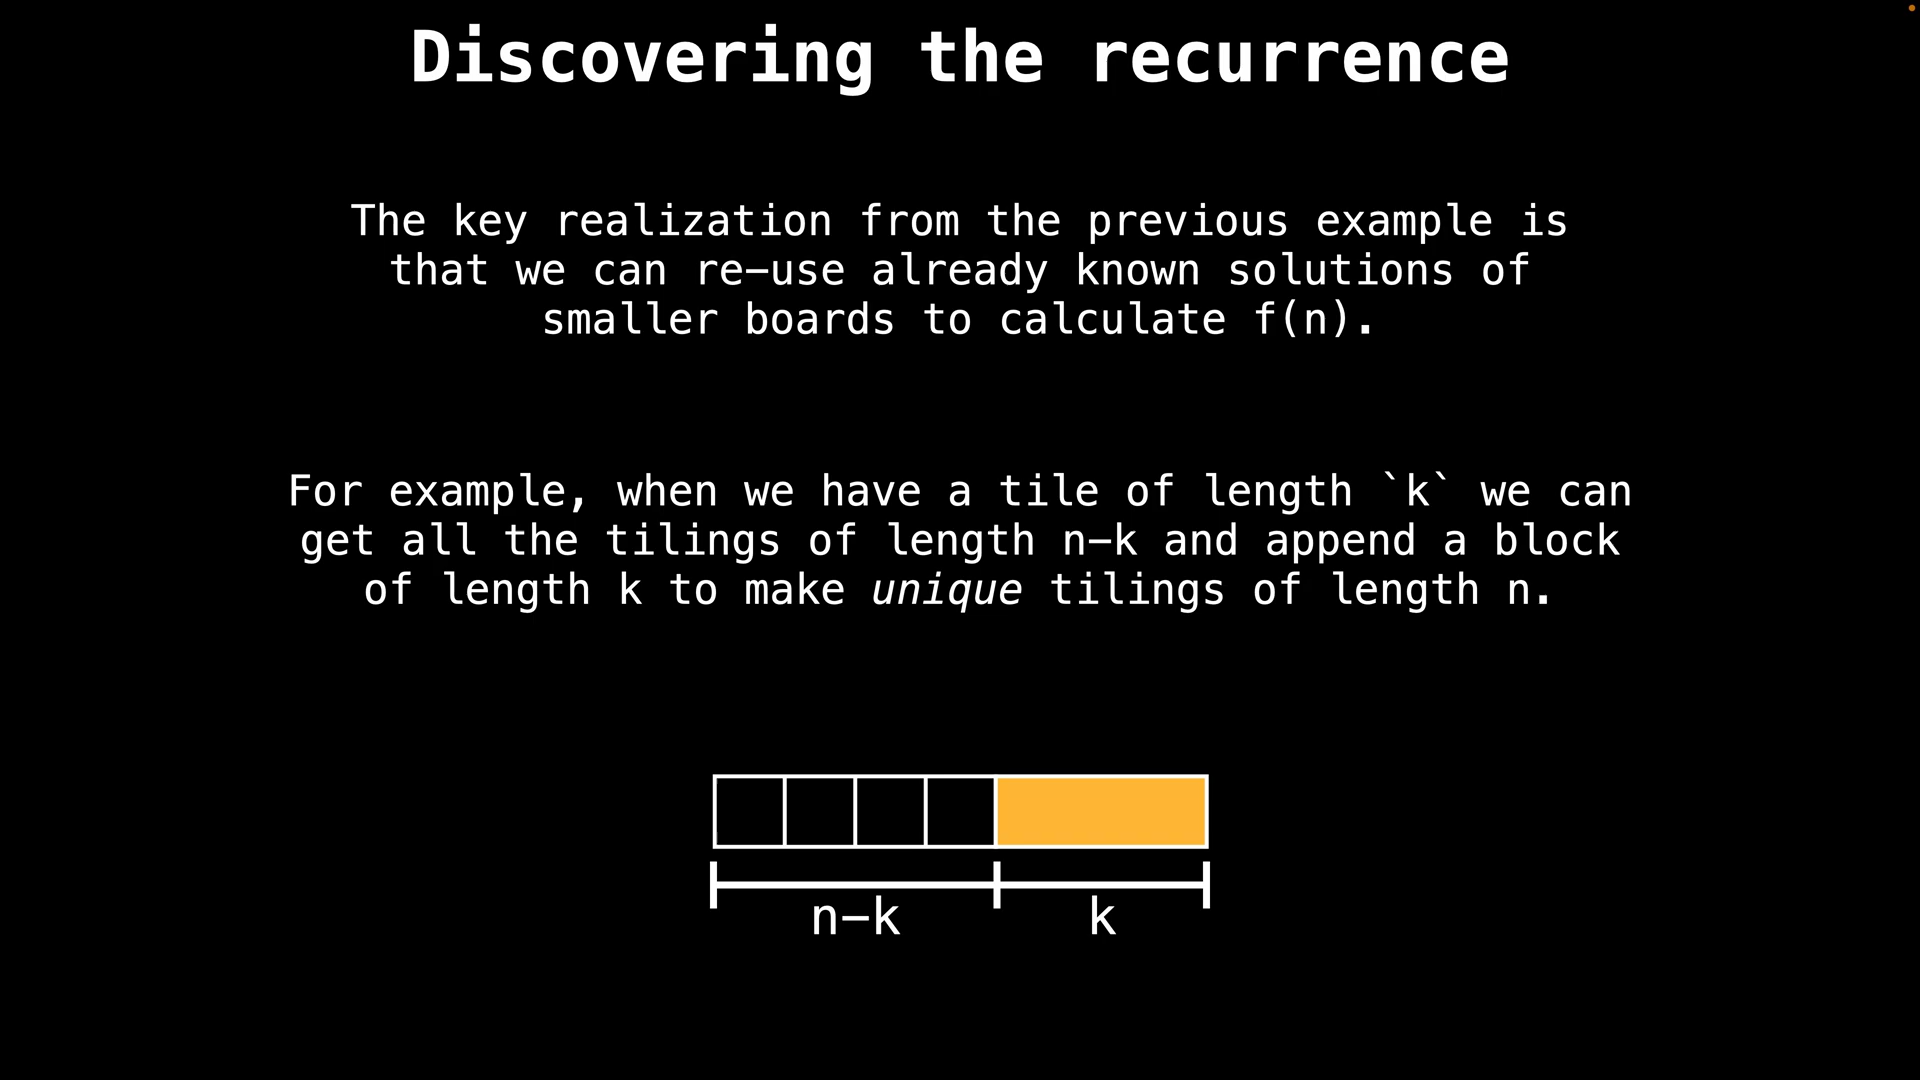 Discovering the recurrence
The key realization from the previous example is
that we can re-use already known solutions of
smaller boards to calculate f(n).
For example, when we have a tile of length `k` we can
get all the tilings of length n-k and append a block
of length k to make unique tilings of length n.
n-k
k